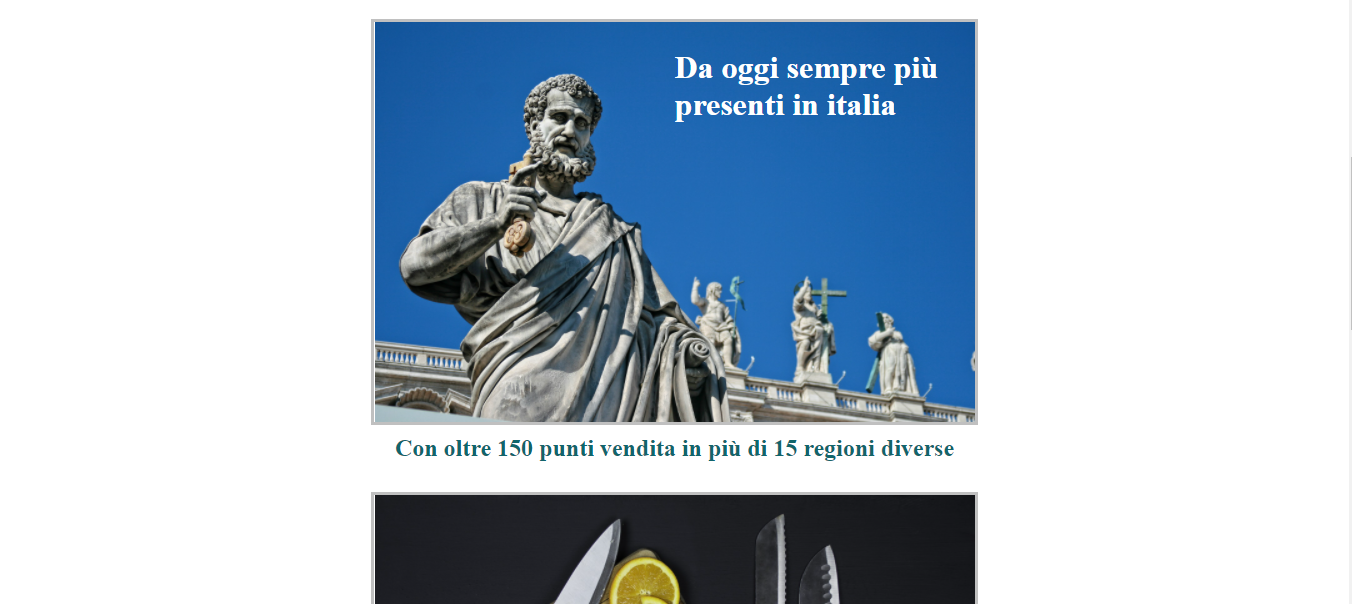 Da oggi sempre più
presenti in italia
Con oltre 150 punti vendita in più di 15 regioni diverse